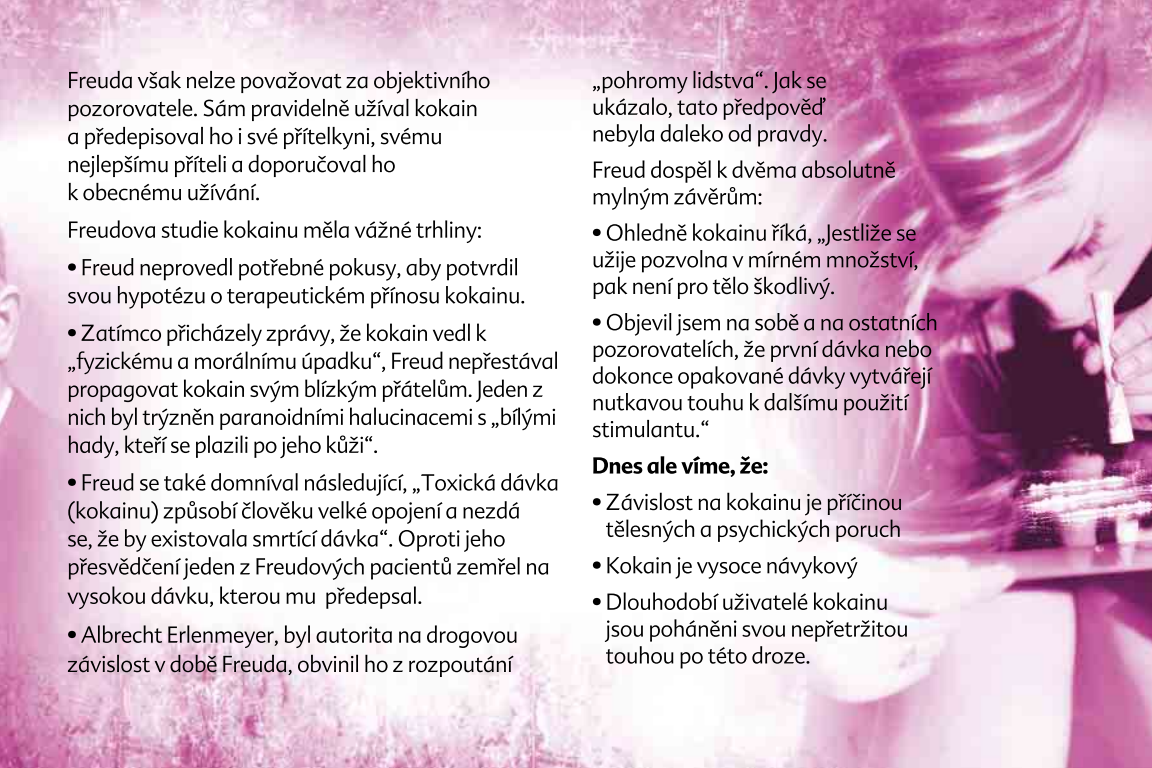 Freuda však nelze považovat za objektivního
pozorovatele. Sám pravidelně užíval kokain
a předepisoval ho i své přítelkyni, svému
nejlepšímu příteli a doporučoval ho
k obecnému užívání.
Freudova studie kokainu měla vážné trhliny:
• Freud neprovedl potřebné pokusy, aby potvrdil
svou hypotézu o terapeutickém přínosu kokainu.
• Zatímco přicházely zprávy, že kokain vedl k
„fyzickému a morálnímu úpadku“, Freud nepřestával
propagovat kokain svým blízkým přátelům. Jeden z
nich byl trýzněn paranoidními halucinacemi s „bílými
hady, kteří se plazili po jeho kůži“.
• Freud se také domníval následující, „Toxická dávka
(kokainu) způsobí člověku velké opojení a nezdá
se, že by existovala smrtící dávka“. Oproti jeho
přesvědčení jeden z Freudových pacientů zemřel na
vysokou dávku, kterou mu  předepsal.
• Albrecht Erlenmeyer, byl autorita na drogovou
závislost v době Freuda, obvinil ho z rozpoutání
„pohromy lidstva“. Jak se
ukázalo, tato předpověď
nebyla daleko od pravdy.
Freud dospěl k dvěma absolutně
mylným závěrům:
• Ohledně kokainu říká, „Jestliže se
užije pozvolna v mírném množství,
pak není pro tělo škodlivý.
• Objevil jsem na sobě a na ostatních
pozorovatelích, že první dávka nebo
dokonce opakované dávky vytvářejí
nutkavou touhu k dalšímu použití
stimulantu.“
Dnes ale víme, že:
• Závislost na kokainu je příčinou
tělesných a psychických poruch
• Kokain je vysoce návykový
• Dlouhodobí uživatelé kokainu
jsou poháněni svou nepřetržitou
touhou po této droze.